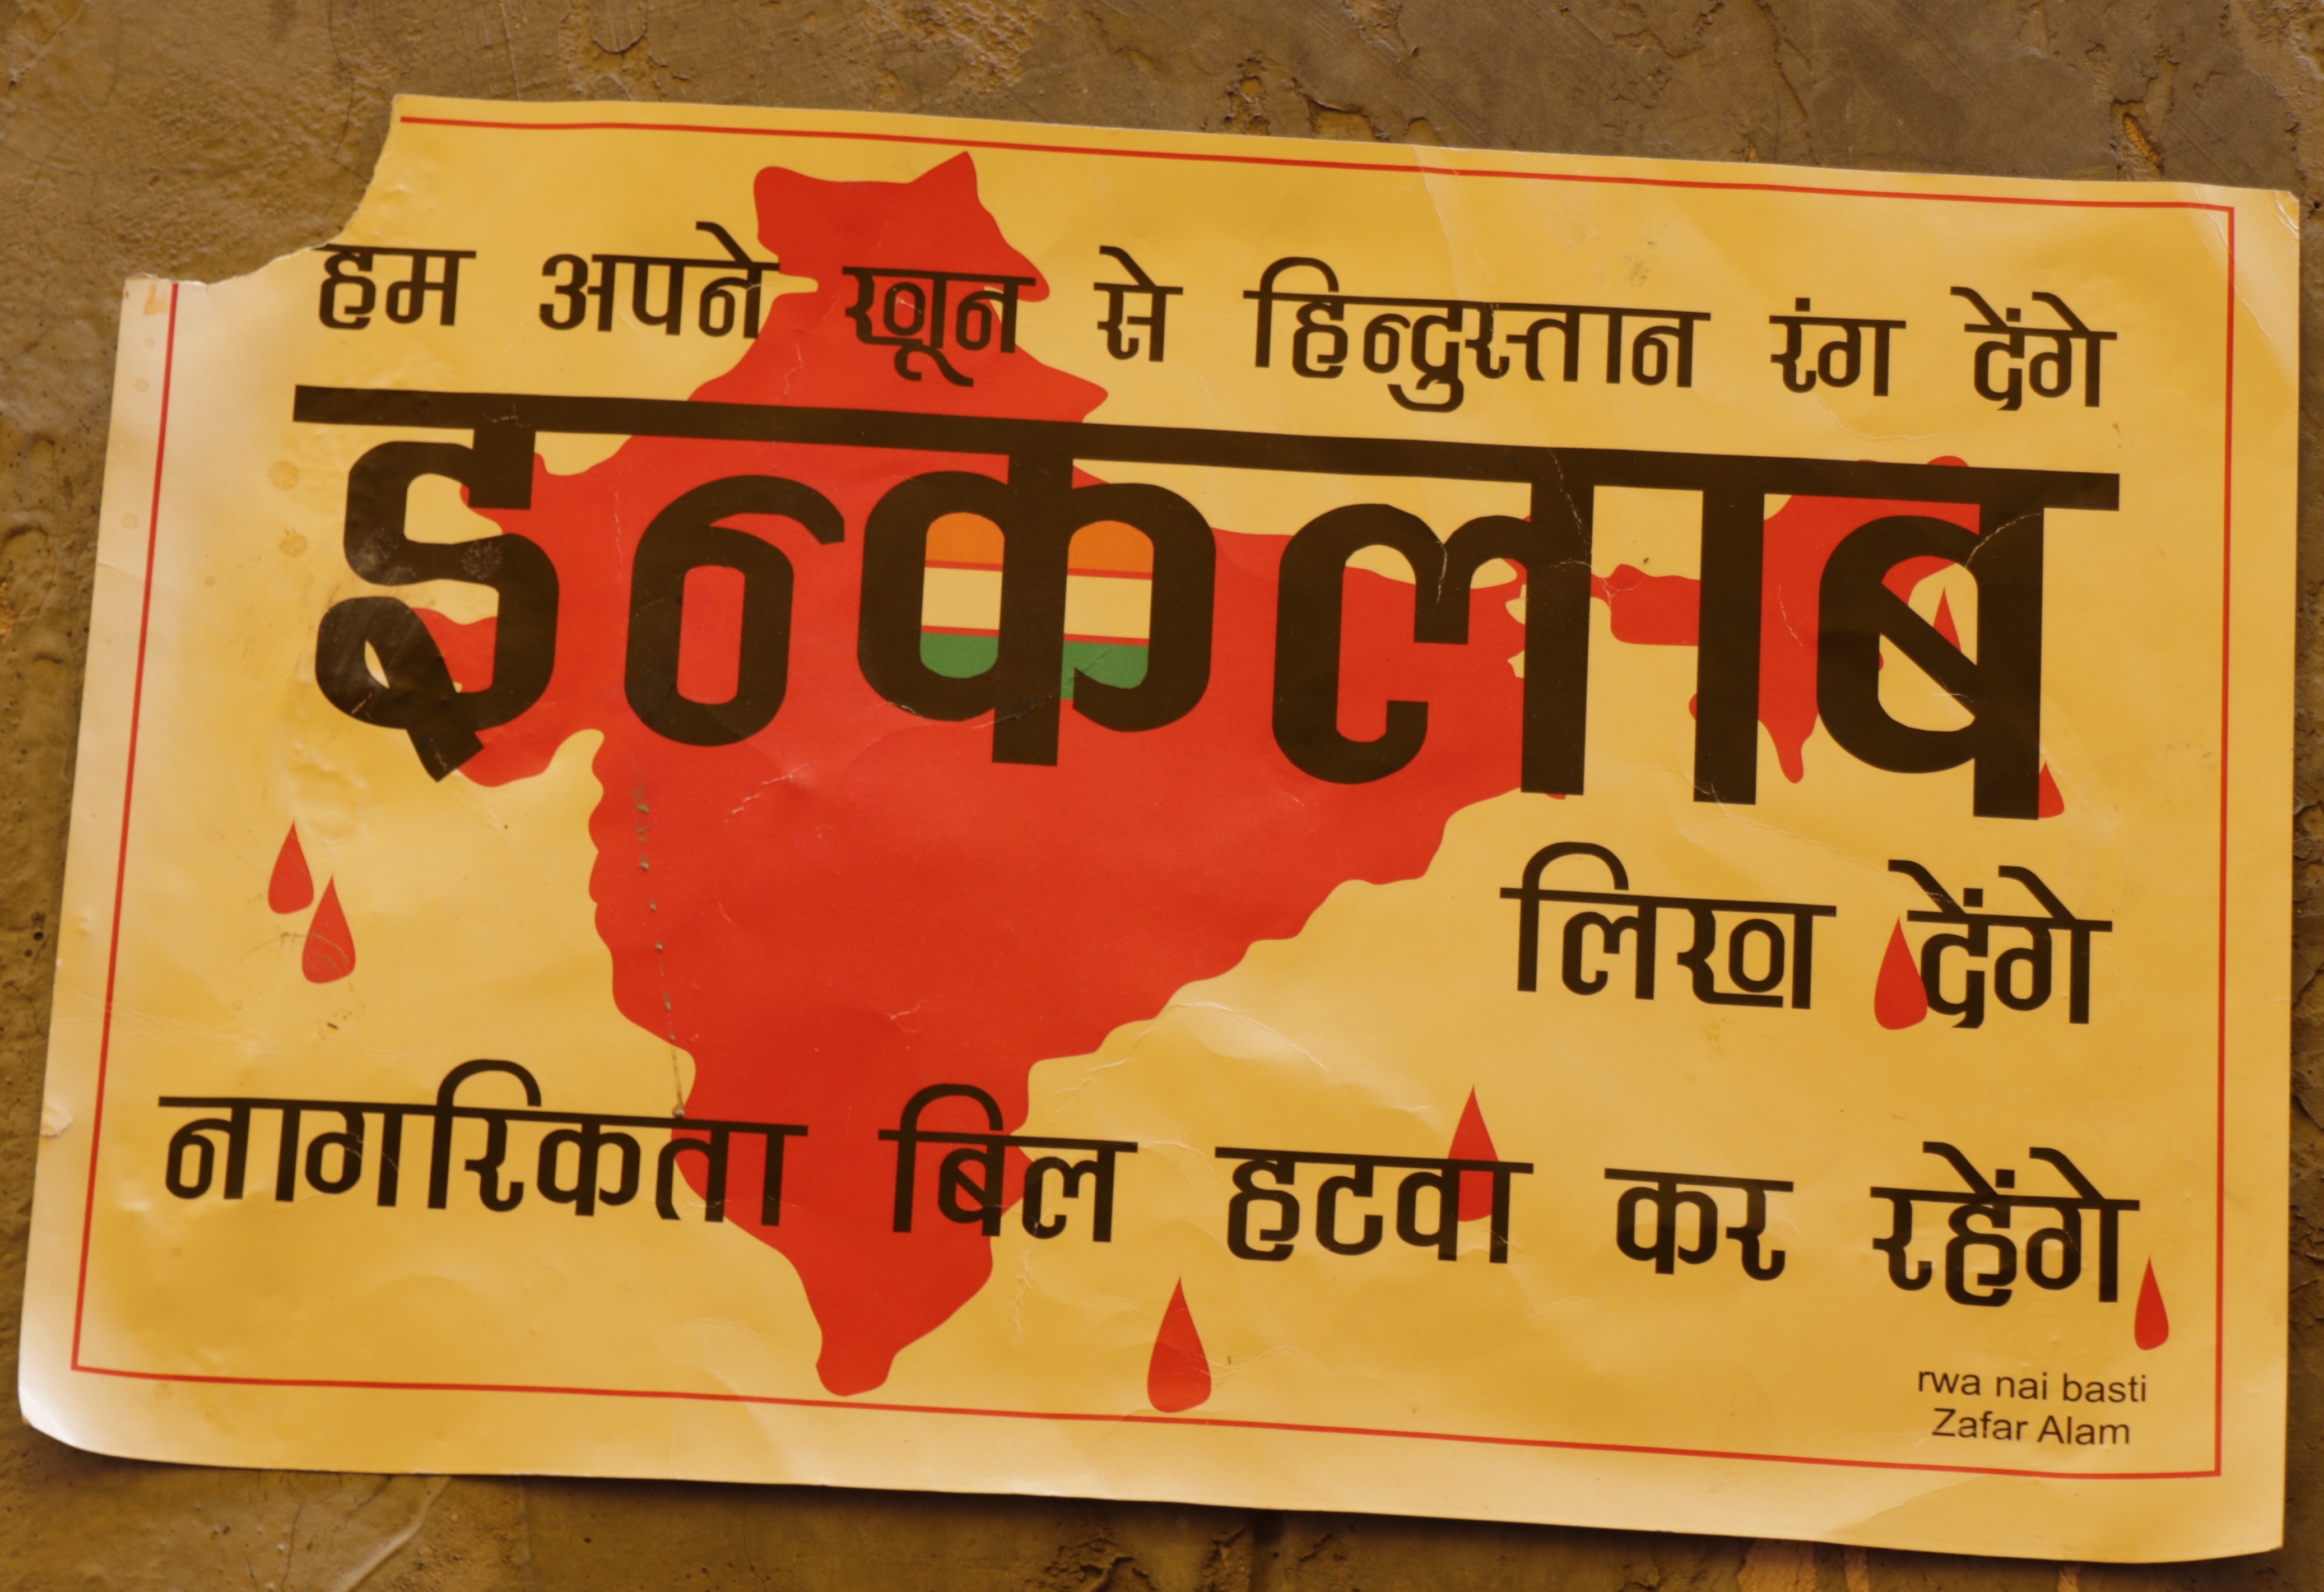 हम अपने खून से हिन्दुस्तान रंग देंगे
इन्कलाब
लिख देंगे
नागरिकता बिल हटवा कर रहेंगे
rwa nai basti
Zafar Alam